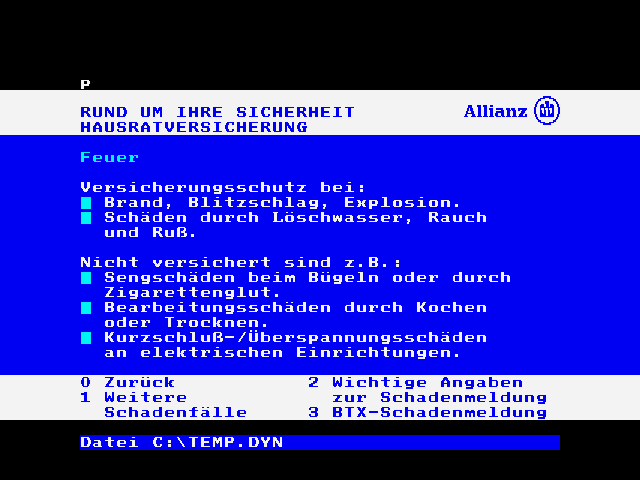 P
RUND UM IHRE SICHERHEIT
HAUSRATVERSICHERUNG
Allianz
Feuer
Versicherungsschutz bei:
Brand, Blitzschlag, Explosion.
Schäden durch Löschwasser, Rauch
und Ruß.
Nicht versichert sind z.B.:
Sengschäden beim Bügeln oder durch
Zigarettenglut.
Bearbeitungsschäden durch Kochen
oder Trocknen.
Kurzschluß-/Überspannungsschäden
an elektrischen Einrichtungen.
0 Zurück
1 Weitere
Schadenfälle
2 Wichtige Angaben
zur Schadenmeldung
3 BTX-Schadenmeldung
Datei C:\TEMP.DYN